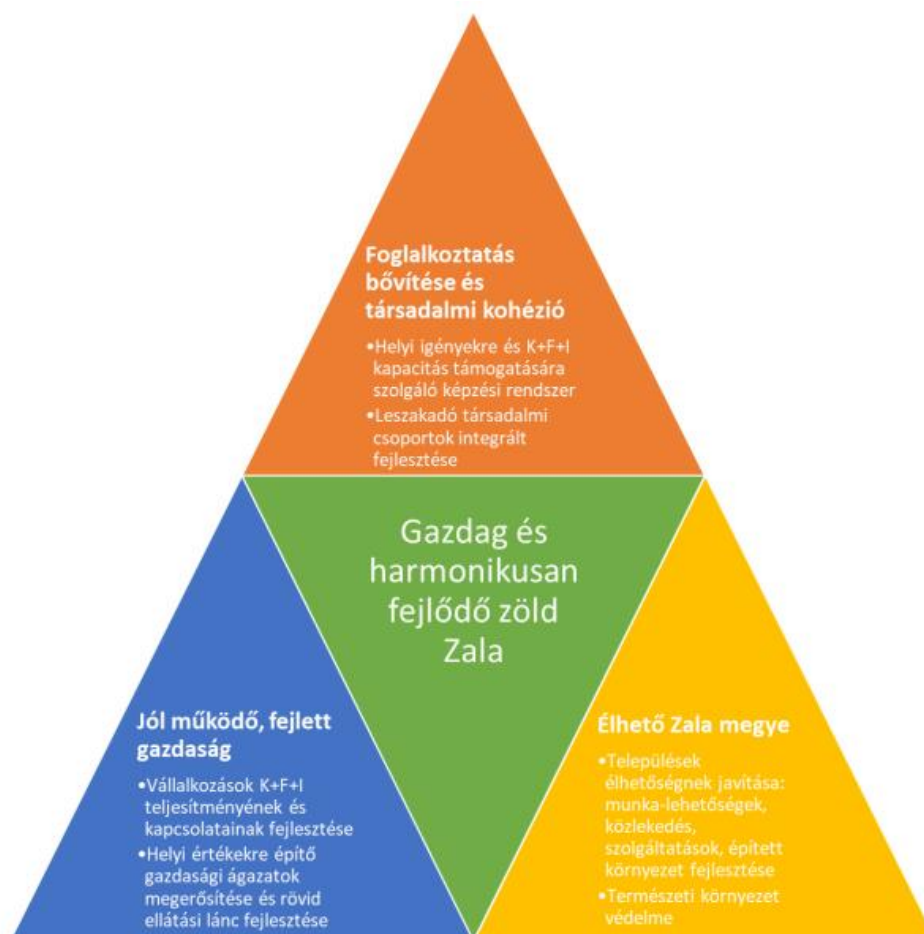 Foglalkoztatás
bővítése és
társadalmi kohézió
•Helyi igényekre és K+F+I
kapacitás támogatására
szolgáló képzési rendszer
•Leszakadó társadalmi
csoportok integrált
fejlesztése
Gazdag és
harmonikusan
fejlődő zöld
Zala
Jól működő, fejlett
gazdaság
•Vállalkozások K+F+I
teljesítményének és
kapcsolatainak fejlesztése
•Helyi értékekre építő
gazdasági ágazatok
megerősítése és rövid
ellátási lánc fejlesztése
Élhető Zala megye
•Települések
élhetőségnek javítása:
munka-lehetőségek,
közlekedés,
szolgáltatások, épített
környezet fejlesztése
•Természeti környezet
védelme